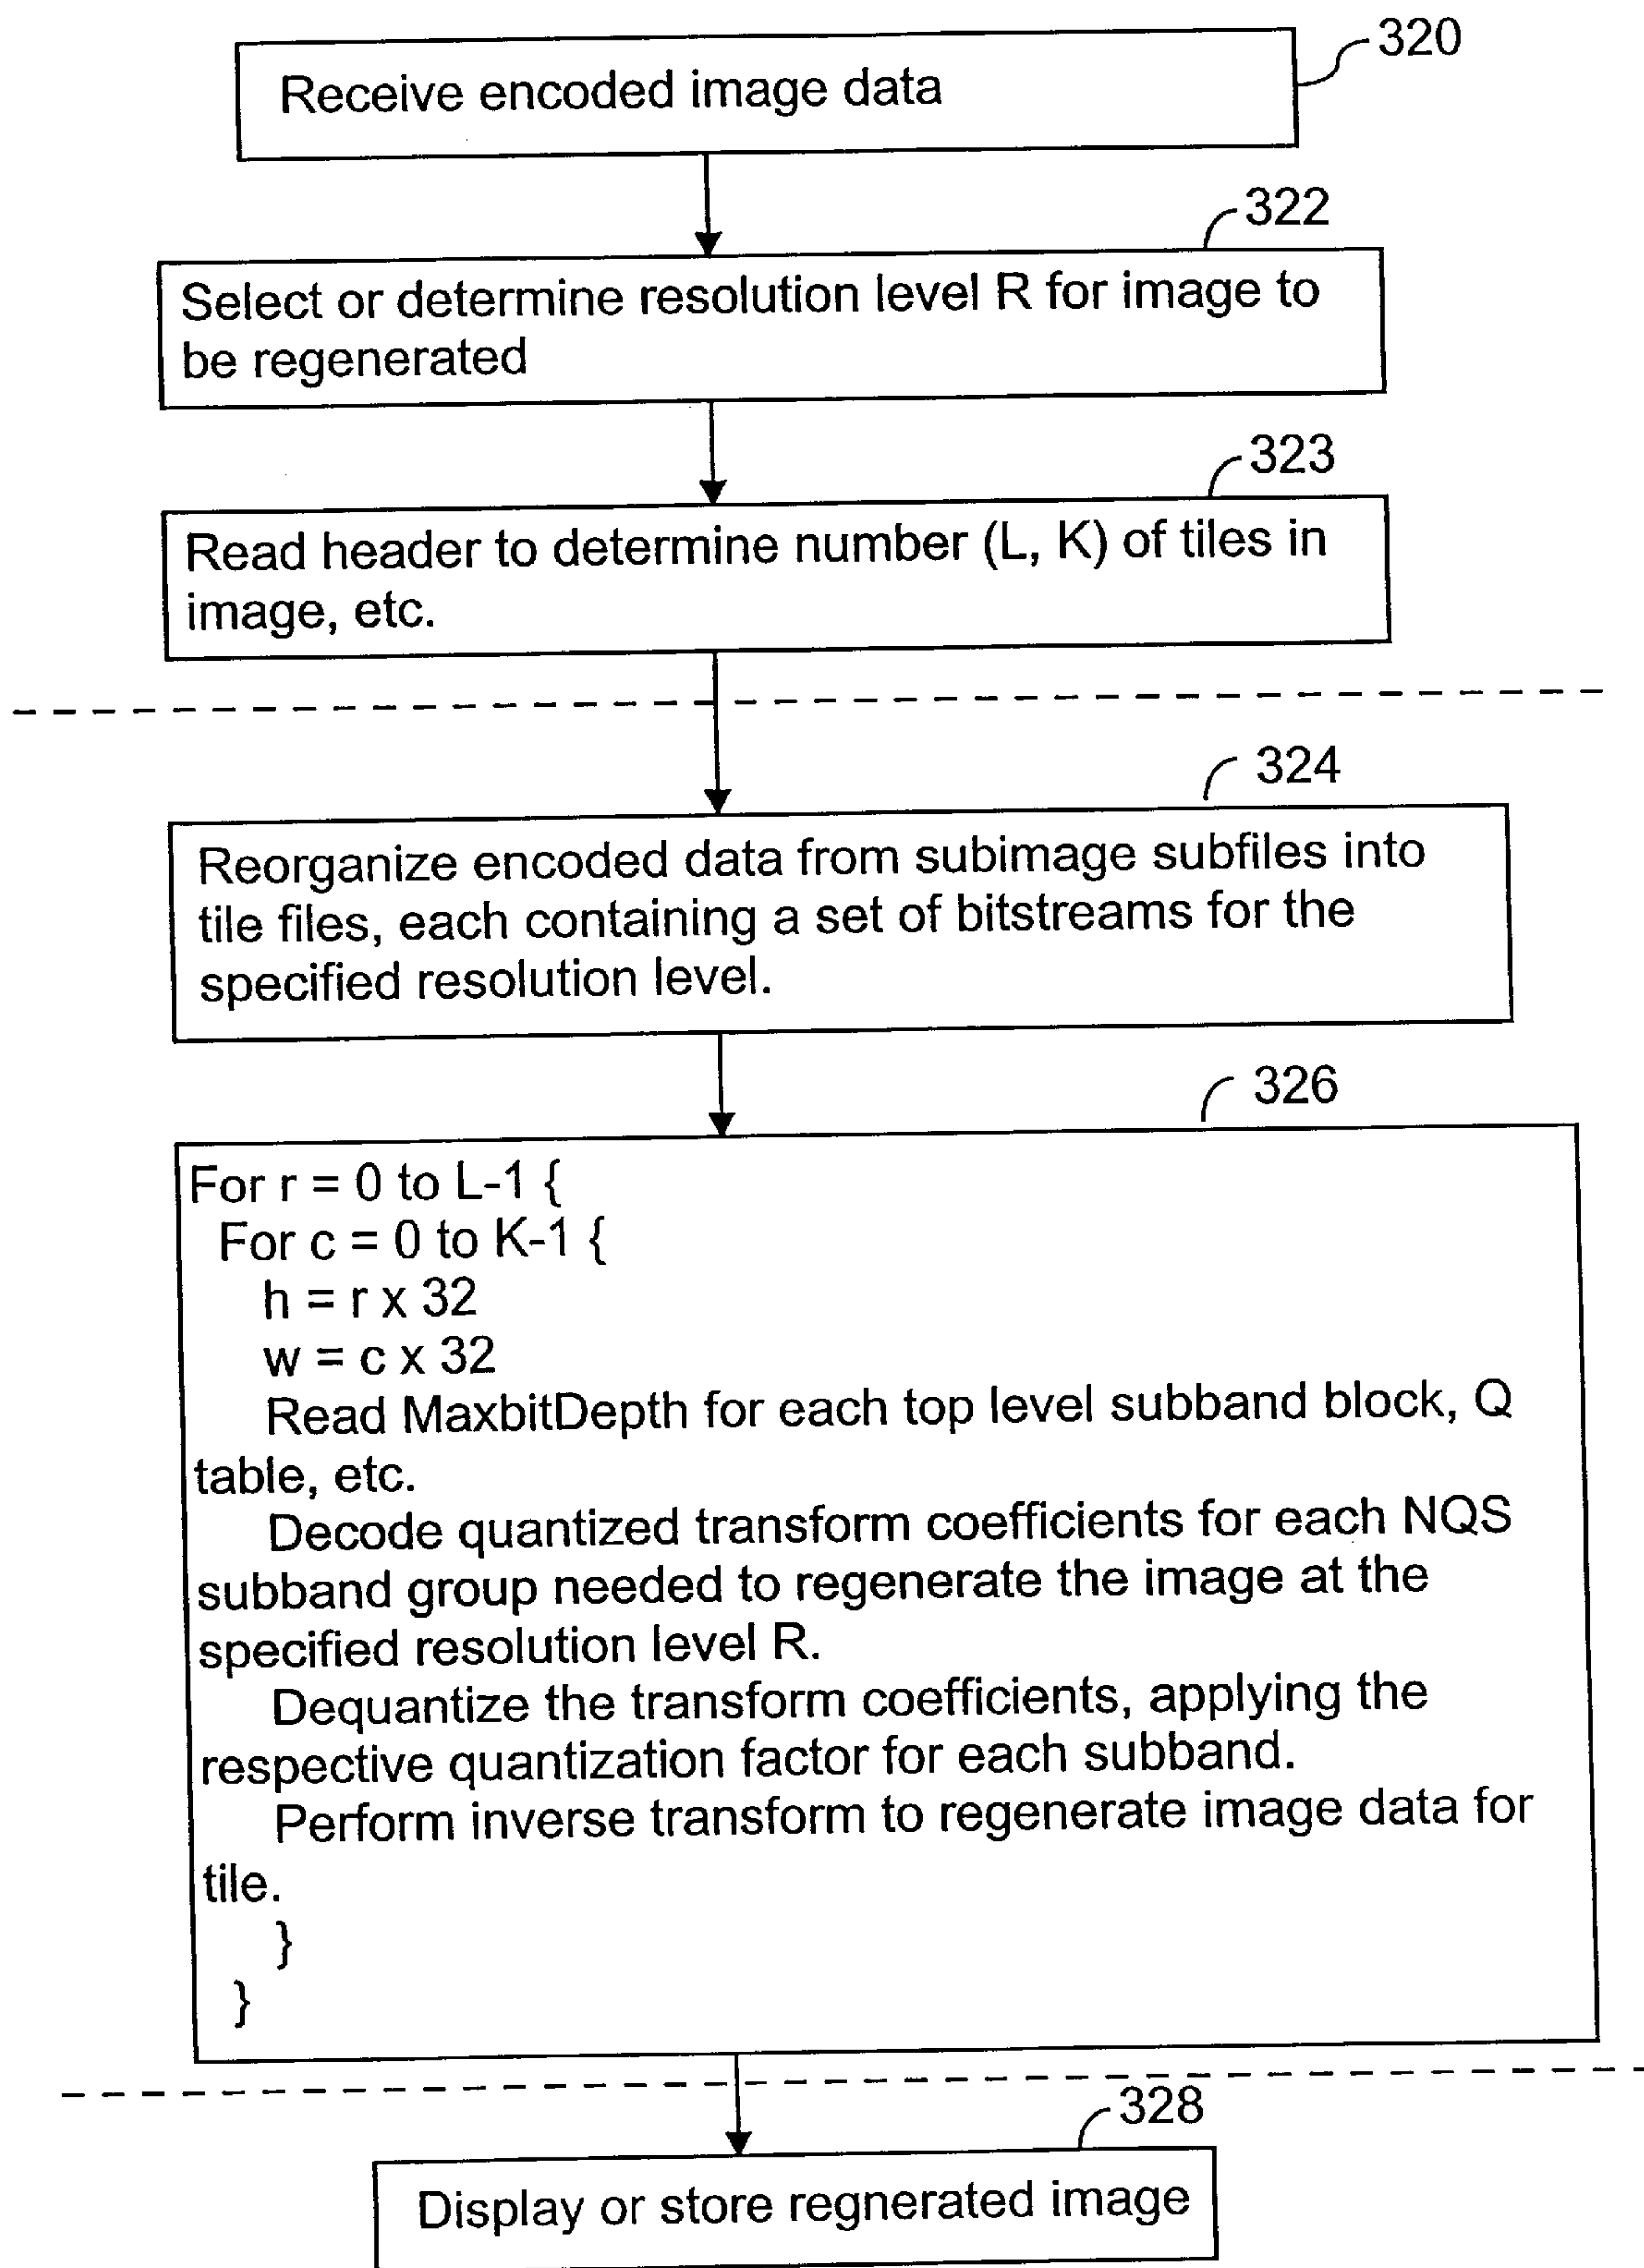 320
Receive encoded image data
322
Select or determine resolution level R for image to
be regenerated
323
Read header to determine number (L, K) of tiles in
image, etc.
324
Reorganize encoded data from subimage subfiles into
tile files, each containing a set of bitstreams for the
specified resolution level.
326
For r = 0 to L-1 {
For c = 0 to K-1 {
h = r x 32
w = c x 32
Read MaxbitDepth for each top level subband block, Q
table, etc.
Decode quantized transform coefficients for each NQS
subband group needed to regenerate the image at the
specified resolution level R.
Dequantize the transform coefficients, applying the
respective quantization factor for each subband.
Perform inverse transform to regenerate image data for
tile.
}
}
328
Display or store regnerated image